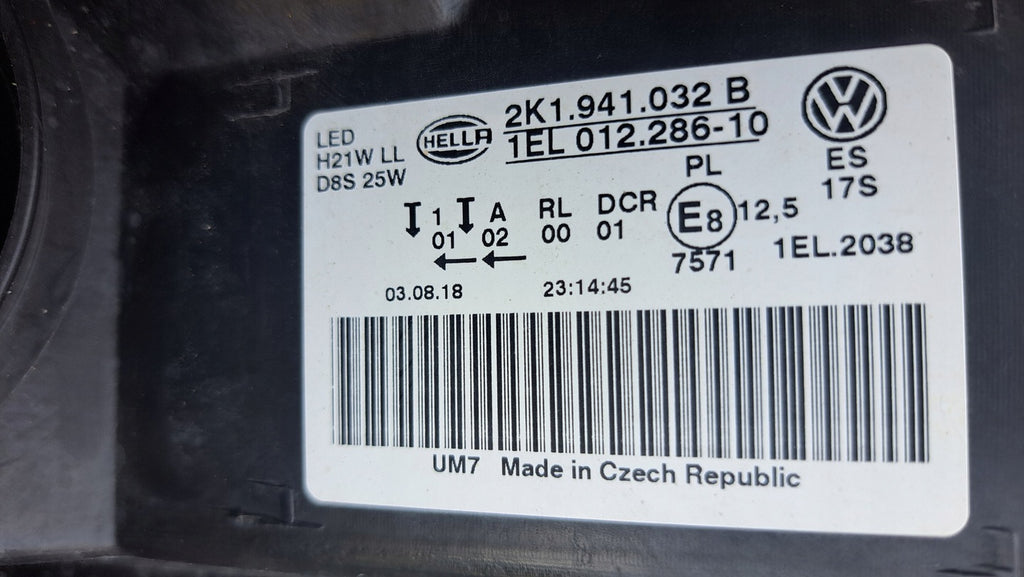 LED
H21W LL
D8S 25W
HELLA
2K1.941.032 B
1EL 012.286-10
PL
ES
17S
1 A RL DCR
01 02 00 01
E8 12,5
7571
1EL.2038
03.08.18 23:14:45
UM7 Made in Czech Republic